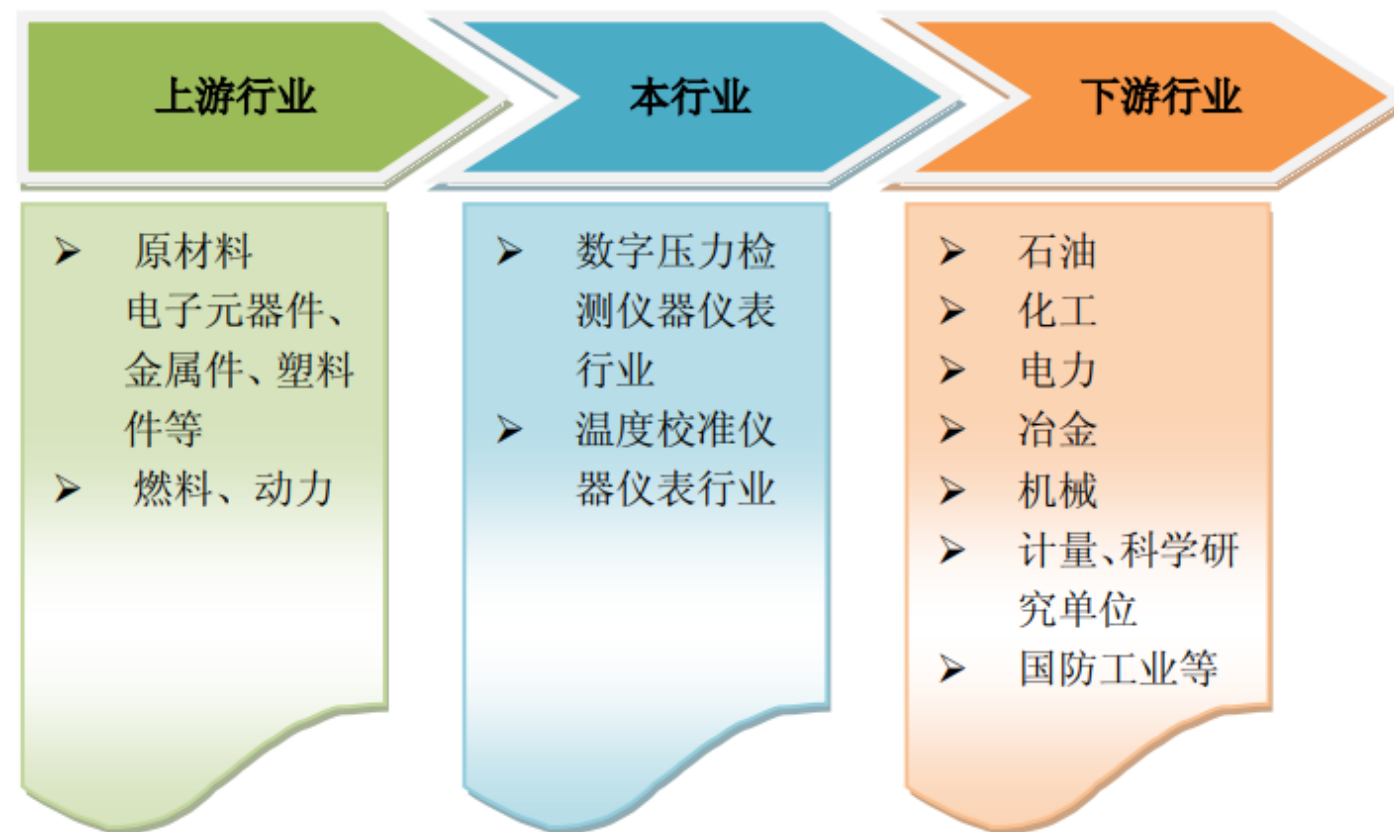 上游行业
本行业
下游行业
➢ 原材料
电子元器件、
金属件、塑料
件等
➢ 燃料、动力
➢ 数字压力检
测仪器仪表
行业
➢ 温度校准仪
器仪表行业
➢ 石油
➢ 化工
➢ 电力
➢ 冶金
➢ 机械
➢ 计量、科学研
究单位
➢ 国防工业等